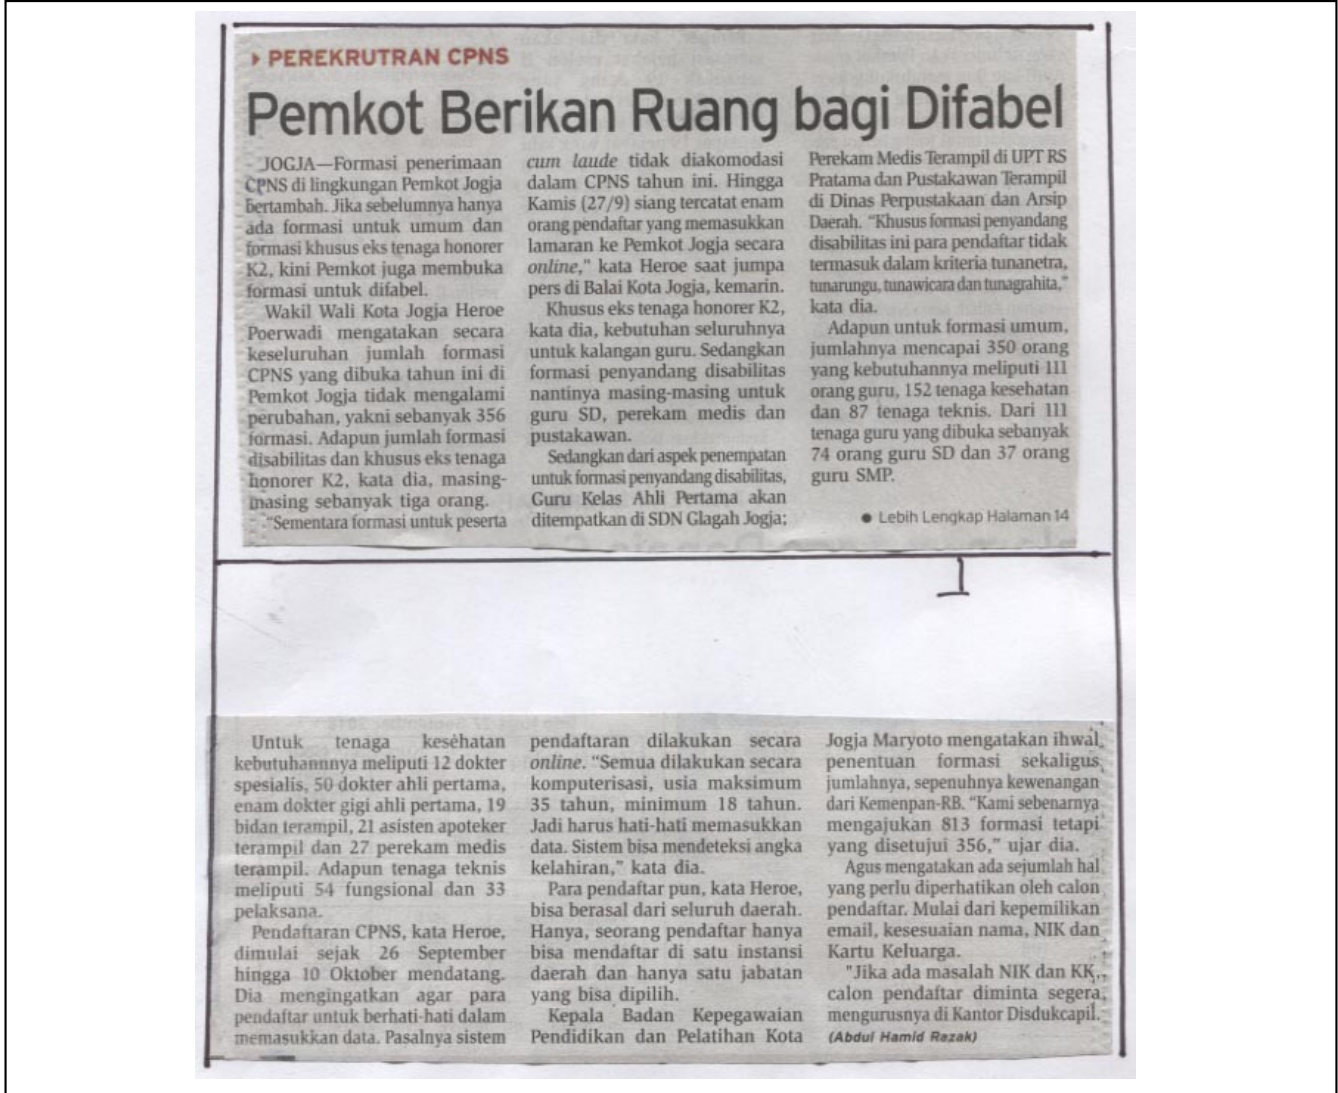 PEREKRUTRAN CPNS
Pemkot Berikan Ruang bagi Difabel
JOGJA—Formasi penerimaan
CPNS di lingkungan Pemkot Jogja
bertambah. Jika sebelumnya hanya
ada formasi untuk umum dan
formasi khusus eks tenaga honorer
K2, kini Pemkot juga membuka
formasi untuk difabel.
Wakil Wali Kota Jogja Heroe
Poerwadi mengatakan secara
keseluruhan jumlah formasi
CPNS yang dibuka tahun ini di
Pemkot Jogja tidak mengalami
perubahan, yakni sebanyak 356
formasi. Adapun jumlah formasi
disabilitas dan khusus eks tenaga
honorer K2, kata dia, masing-
masing sebanyak tiga orang.
"Sementara formasi untuk peserta
cum laude tidak diakomodasi
dalam CPNS tahun ini. Hingga
Kamis (27/9) siang tercatat enam
orang pendaftar yang memasukkan
lamaran ke Pemkot Jogja secara
online," kata Heroe saat jumpa
pers di Balai Kota Jogja, kemarin.
Khusus eks tenaga honorer K2,
kata dia, kebutuhan seluruhnya
untuk kalangan guru. Sedangkan
formasi penyandang disabilitas
nantinya masing-masing untuk
guru SD, perekam medis dan
pustakawan.
Sedangkan dari aspek penempatan
untuk formasi penyandang disabilitas,
Guru Kelas Ahli Pertama akan
ditempatkan di SDN Glagah Jogja;
Perekam Medis Terampil di UPT RS
Pratama dan Pustakawan Terampil
di Dinas Perpustakaan dan Arsip
Daerah. "Khusus formasi penyandang
disabilitas ini para pendaftar tidak
termasuk dalam kriteria tunanetra,
tunarungu, tunawicara dan tunagrahita,"
kata dia.
Adapun untuk formasi umum,
jumlahnya mencapai 350 orang
yang kebutuhannya meliputi 111
orang guru, 152 tenaga kesehatan
dan 87 tenaga teknis. Dari 111
tenaga guru yang dibuka sebanyak
74 orang guru SD dan 37 orang
guru SMP.
● Lebih Lengkap Halaman 14
1
Untuk tenaga kesehatan
kebutuhannnya meliputi 12 dokter
spesialis, 50 dokter ahli pertama,
enam dokter gigi ahli pertama, 19
bidan terampil, 21 asisten apoteker
terampil dan 27 perekam medis
terampil. Adapun tenaga teknis
meliputi 54 fungsional dan 33
pelaksana.
Pendaftaran CPNS, kata Heroe,
dimulai sejak 26 September
hingga 10 Oktober mendatang.
Dia mengingatkan agar para
pendaftar untuk berhati-hati dalam
memasukkan data. Pasalnya sistem
pendaftaran dilakukan secara
online. "Semua dilakukan secara
komputerisasi, usia maksimum
35 tahun, minimum 18 tahun.
Jadi harus hati-hati memasukkan
data. Sistem bisa mendeteksi angka
kelahiran," kata dia.
Para pendaftar pun, kata Heroe,
bisa berasal dari seluruh daerah.
Hanya, seorang pendaftar hanya
bisa mendaftar di satu instansi
daerah dan hanya satu jabatan
yang bisa dipilih.
Kepala Badan Kepegawaian
Pendidikan dan Pelatihan Kota
Jogja Maryoto mengatakan ihwal
penentuan formasi sekaligus
jumlahnya, sepenuhnya kewenangan
dari Kemenpan-RB. "Kami sebenarnya
mengajukan 813 formasi tetapi
yang disetujui 356," ujar dia.
Agus mengatakan ada sejumlah hal
yang perlu diperhatikan oleh calon
pendaftar. Mulai dari kepemilikan
email, kesesuaian nama, NIK dan
Kartu Keluarga.
"Jika ada masalah NIK dan KK,
calon pendaftar diminta segera
mengurusnya di Kantor Disdukcapil.
(Abdul Hamid Razak)